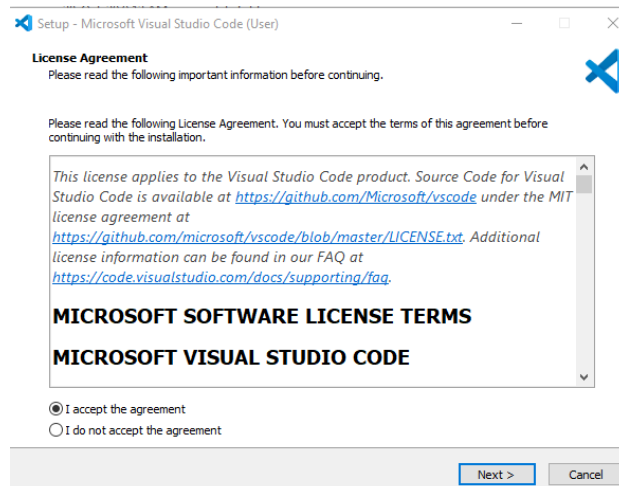 Setup - Microsoft Visual Studio Code (User)
License Agreement
Please read the following important information before continuing.
Please read the following License Agreement. You must accept the terms of this agreement before
continuing with the installation.
This license applies to the Visual Studio Code product. Source Code for Visual
Studio Code is available at https://github.com/Microsoft/vscode under the MIT
license agreement at
https://github.com/microsoft/vscode/blob/master/LICENSE.txt. Additional
license information can be found in our FAQ at
https://code.visualstudio.com/docs/supporting/faq.
MICROSOFT SOFTWARE LICENSE TERMS
MICROSOFT VISUAL STUDIO CODE
I accept the agreement
I do not accept the agreement
Next >
Cancel